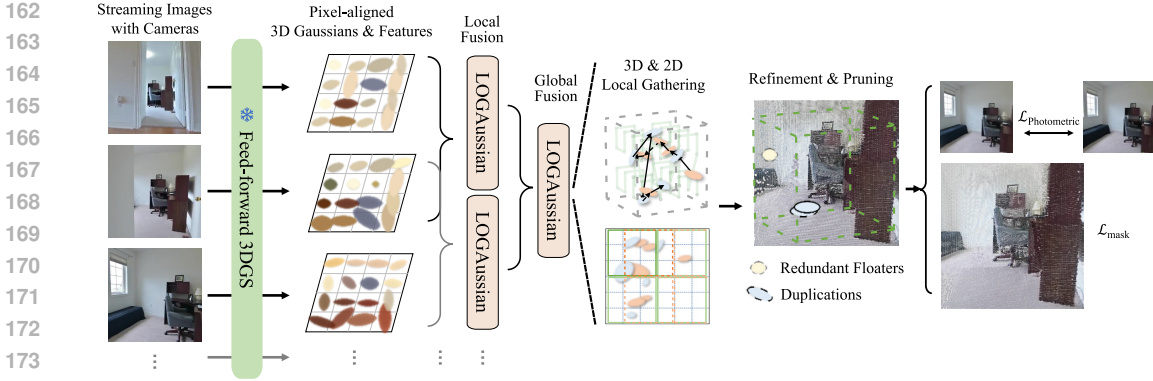 162
163
164
165
166
167
168
169
170
171
172
173
Streaming Images
with Cameras
Feed-forward 3DGS
Pixel-aligned
3D Gaussians & Features
Local
Fusion
LOGAussian
LOGAussian
Global
Fusion
LOGAussian
3D & 2D
Local Gathering
Refinement & Pruning
Redundant Floaters
Duplications
ℒPhotometric
ℒmask